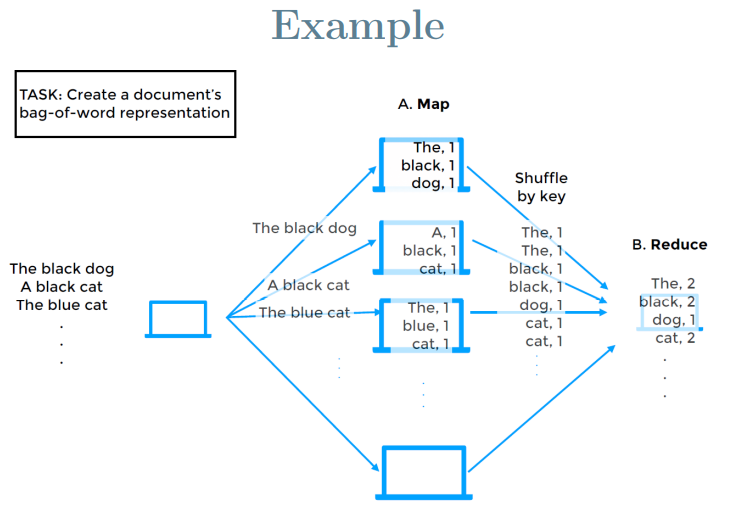 Example
TASK: Create a document's
bag-of-word representation
The black dog
A black cat
The blue cat
.
.
.
The black dog
A black cat
The blue cat
A. Map
The, 1
black, 1
dog, 1
A, 1
black, 1
cat, 1
The, 1
blue, 1
cat, 1
Shuffle
by key
The, 1
The, 1
black, 1
black, 1
dog, 1
cat, 1
cat, 1
B. Reduce
The, 2
black, 2
dog, 1
cat, 2
.
.
.